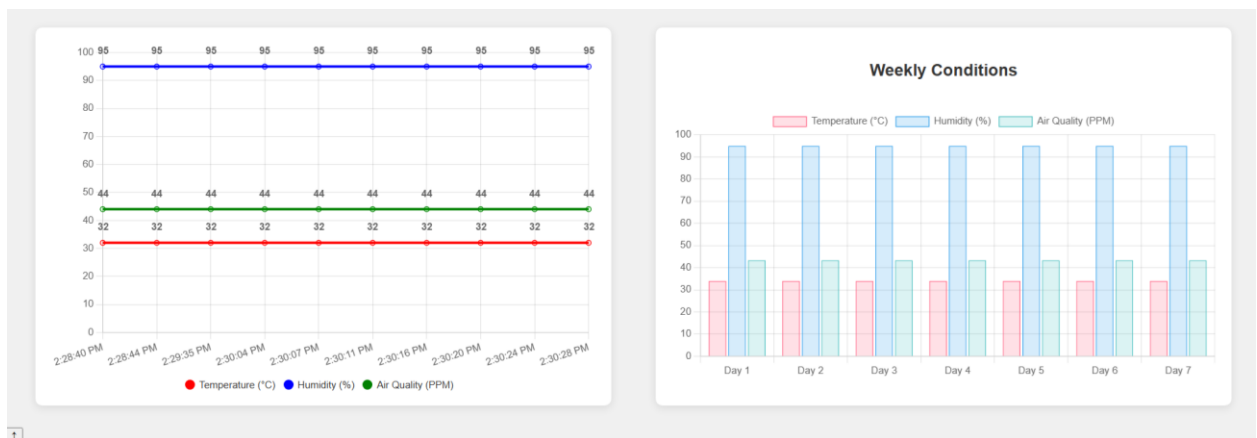 100 95 95 95 95 95 95 95 95 95 95
90
80
70
60
50 44 44 44 44 44 44 44 44 44 44
40 32 32 32 32 32 32 32 32 32 32
30
20
10
0
2:28:40 PM 2:28:44 PM 2:29:35 PM 2:30:04 PM 2:30:07 PM 2:30:11 PM 2:30:16 PM 2:30:20 PM 2:30:24 PM 2:30:28 PM
Temperature (°C) Humidity (%) Air Quality (PPM)
Weekly Conditions
Temperature (°C) Humidity (%) Air Quality (PPM)
100
90
80
70
60
50
40
30
20
10
0
Day 1 Day 2 Day 3 Day 4 Day 5 Day 6 Day 7
↑